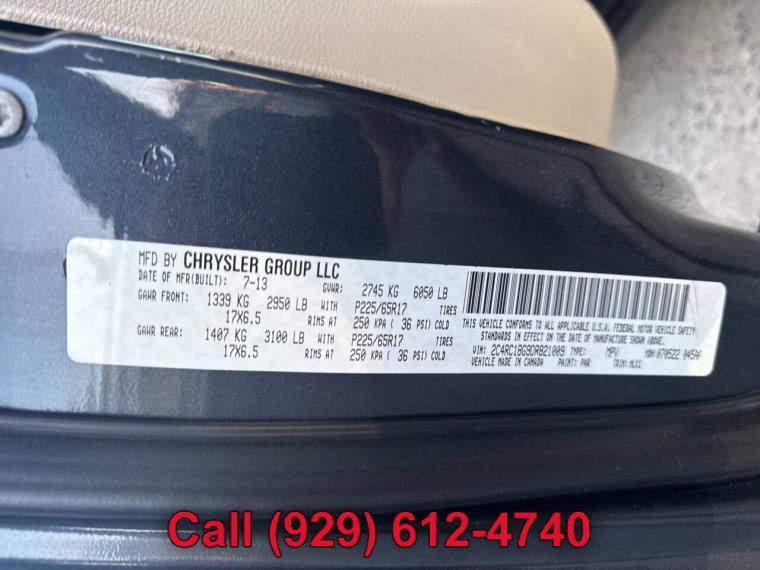 MFD BY CHRYSLER GROUP LLC
DATE OF MFR(BUILT): 7-13 GVWR: 2745 KG 6050 LB
GAWR FRONT: 1339 KG 2950 LB WITH P225/65R17 TIRES
17X6.5 RIMS AT 250 KPA ( 36 PSI) COLD
GAWR REAR: 1407 KG 3100 LB WITH P225/65R17 TIRES
17X6.5 RIMS AT 250 KPA ( 36 PSI) COLD
THIS VEHICLE CONFORMS TO ALL APPLICABLE U.S.A. FEDERAL MOTOR VEHICLE SAFETY
STANDARDS IN EFFECT ON THE DATE OF MANUFACTURE SHOWN ABOVE.
VIN: 2C4RC1BG9DR821009 TYPE: MPV MDH: 070522 045AF
VEHICLE MADE IN CANADA PAINT: PAR TRIM:
Call (929) 612-4740